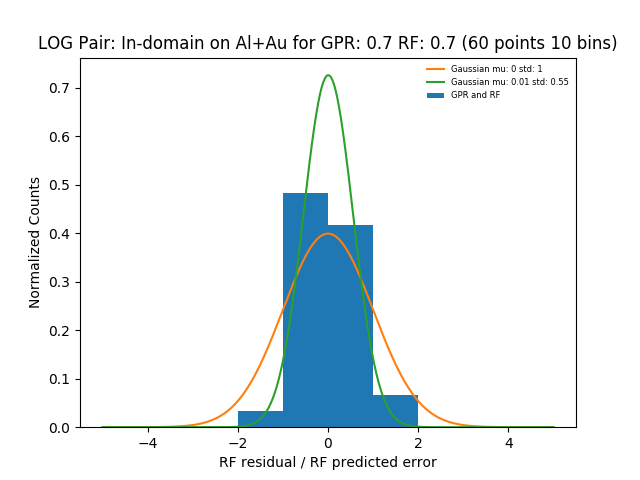 LOG Pair: In-domain on Al+Au for GPR: 0.7 RF: 0.7 (60 points 10 bins)
Gaussian mu: 0 std: 1
Gaussian mu: 0.01 std: 0.55
GPR and RF
0.7
0.6
0.5
0.4
0.3
0.2
0.1
0.0
Normalized Counts
−4
−2
0
2
4
RF residual / RF predicted error